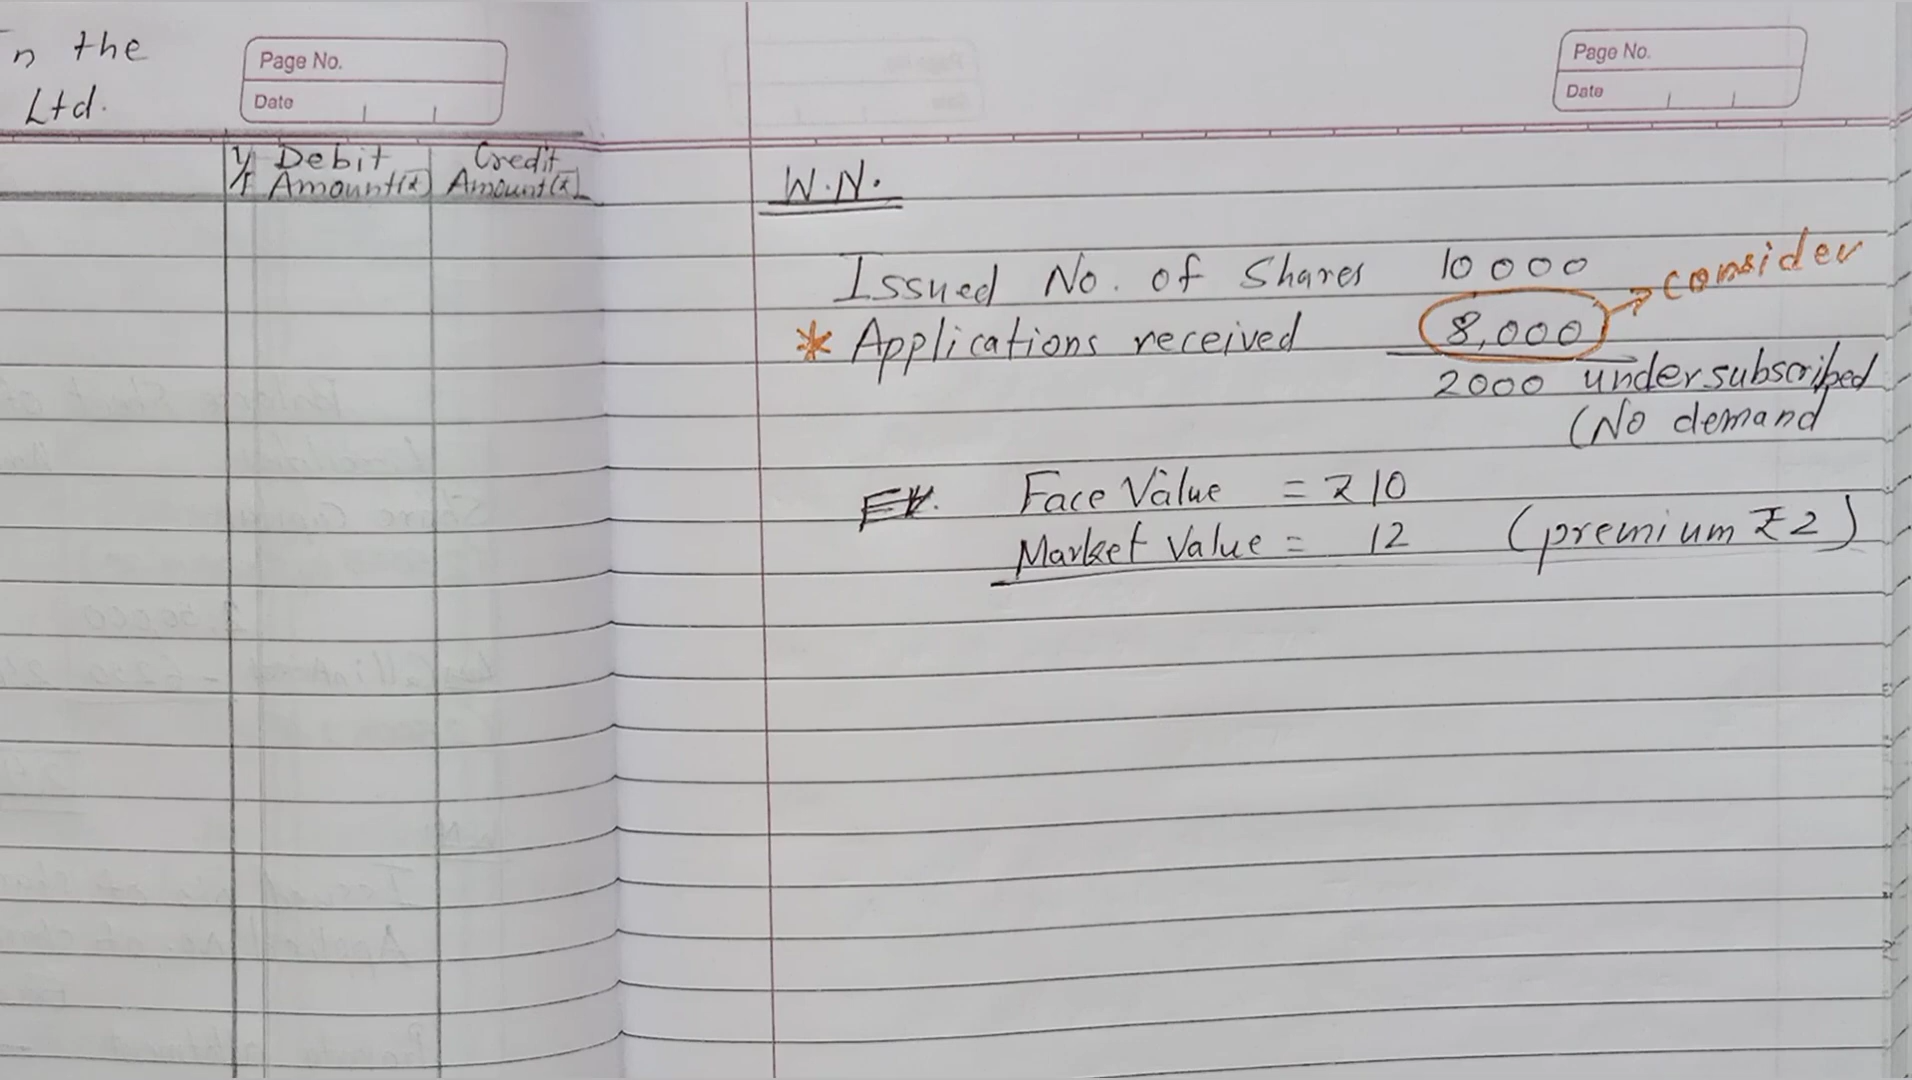 n the
Ltd.
Page No.
Date
L/F Debit Amount(₹) Credit Amount(₹)
Page No.
Date
W.N.
Issued No. of Shares 10000
* Applications received 8,000 → consider
2000 undersubscribed
(No demand
Face Value = ₹10
Market Value = 12 (premium ₹2)